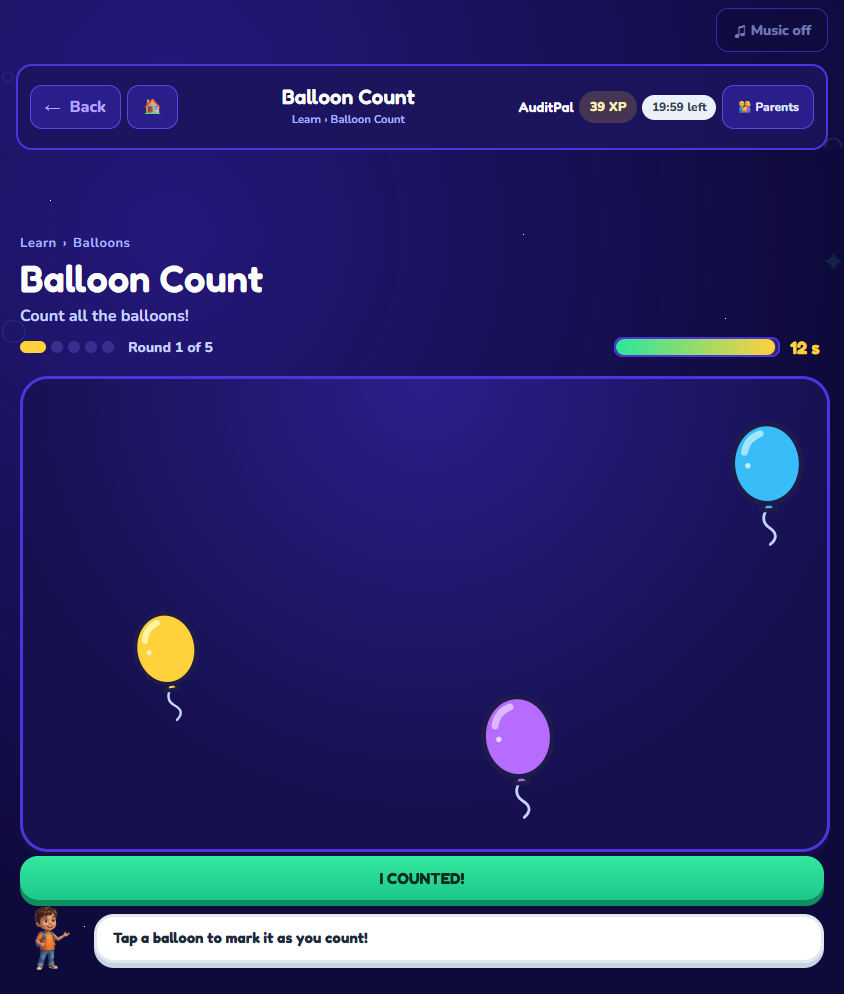 ♫ Music off
← Back
Balloon Count
Learn › Balloon Count
AuditPal
39 XP
19:59 left
Parents
Learn › Balloons
Balloon Count
Count all the balloons!
Round 1 of 5
12 s
I COUNTED!
Tap a balloon to mark it as you count!